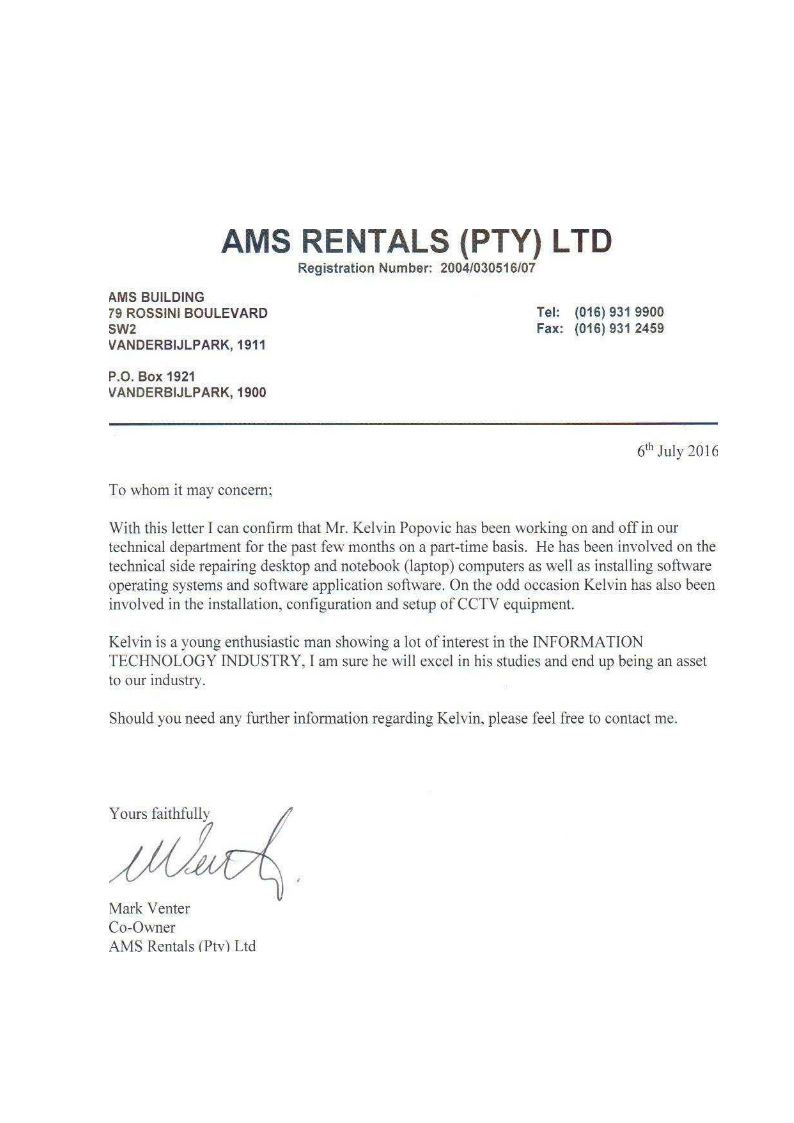 AMS RENTALS (PTY) LTD
Registration Number: 2004/030516/07
AMS BUILDING
79 ROSSINI BOULEVARD
SW2
VANDERBIJLPARK, 1911
Tel: (016) 931 9900
Fax: (016) 931 2459
P.O. Box 1921
VANDERBIJLPARK, 1900
6th July 2016
To whom it may concern;
With this letter I can confirm that Mr. Kelvin Popovic has been working on and off in our
technical department for the past few months on a part-time basis. He has been involved on the
technical side repairing desktop and notebook (laptop) computers as well as installing software
operating systems and software application software. On the odd occasion Kelvin has also been
involved in the installation, configuration and setup of CCTV equipment.
Kelvin is a young enthusiastic man showing a lot of interest in the INFORMATION
TECHNOLOGY INDUSTRY, I am sure he will excel in his studies and end up being an asset
to our industry.
Should you need any further information regarding Kelvin, please feel free to contact me.
Yours faithfully
Mark Venter
Co-Owner
AMS Rentals (Pty) Ltd